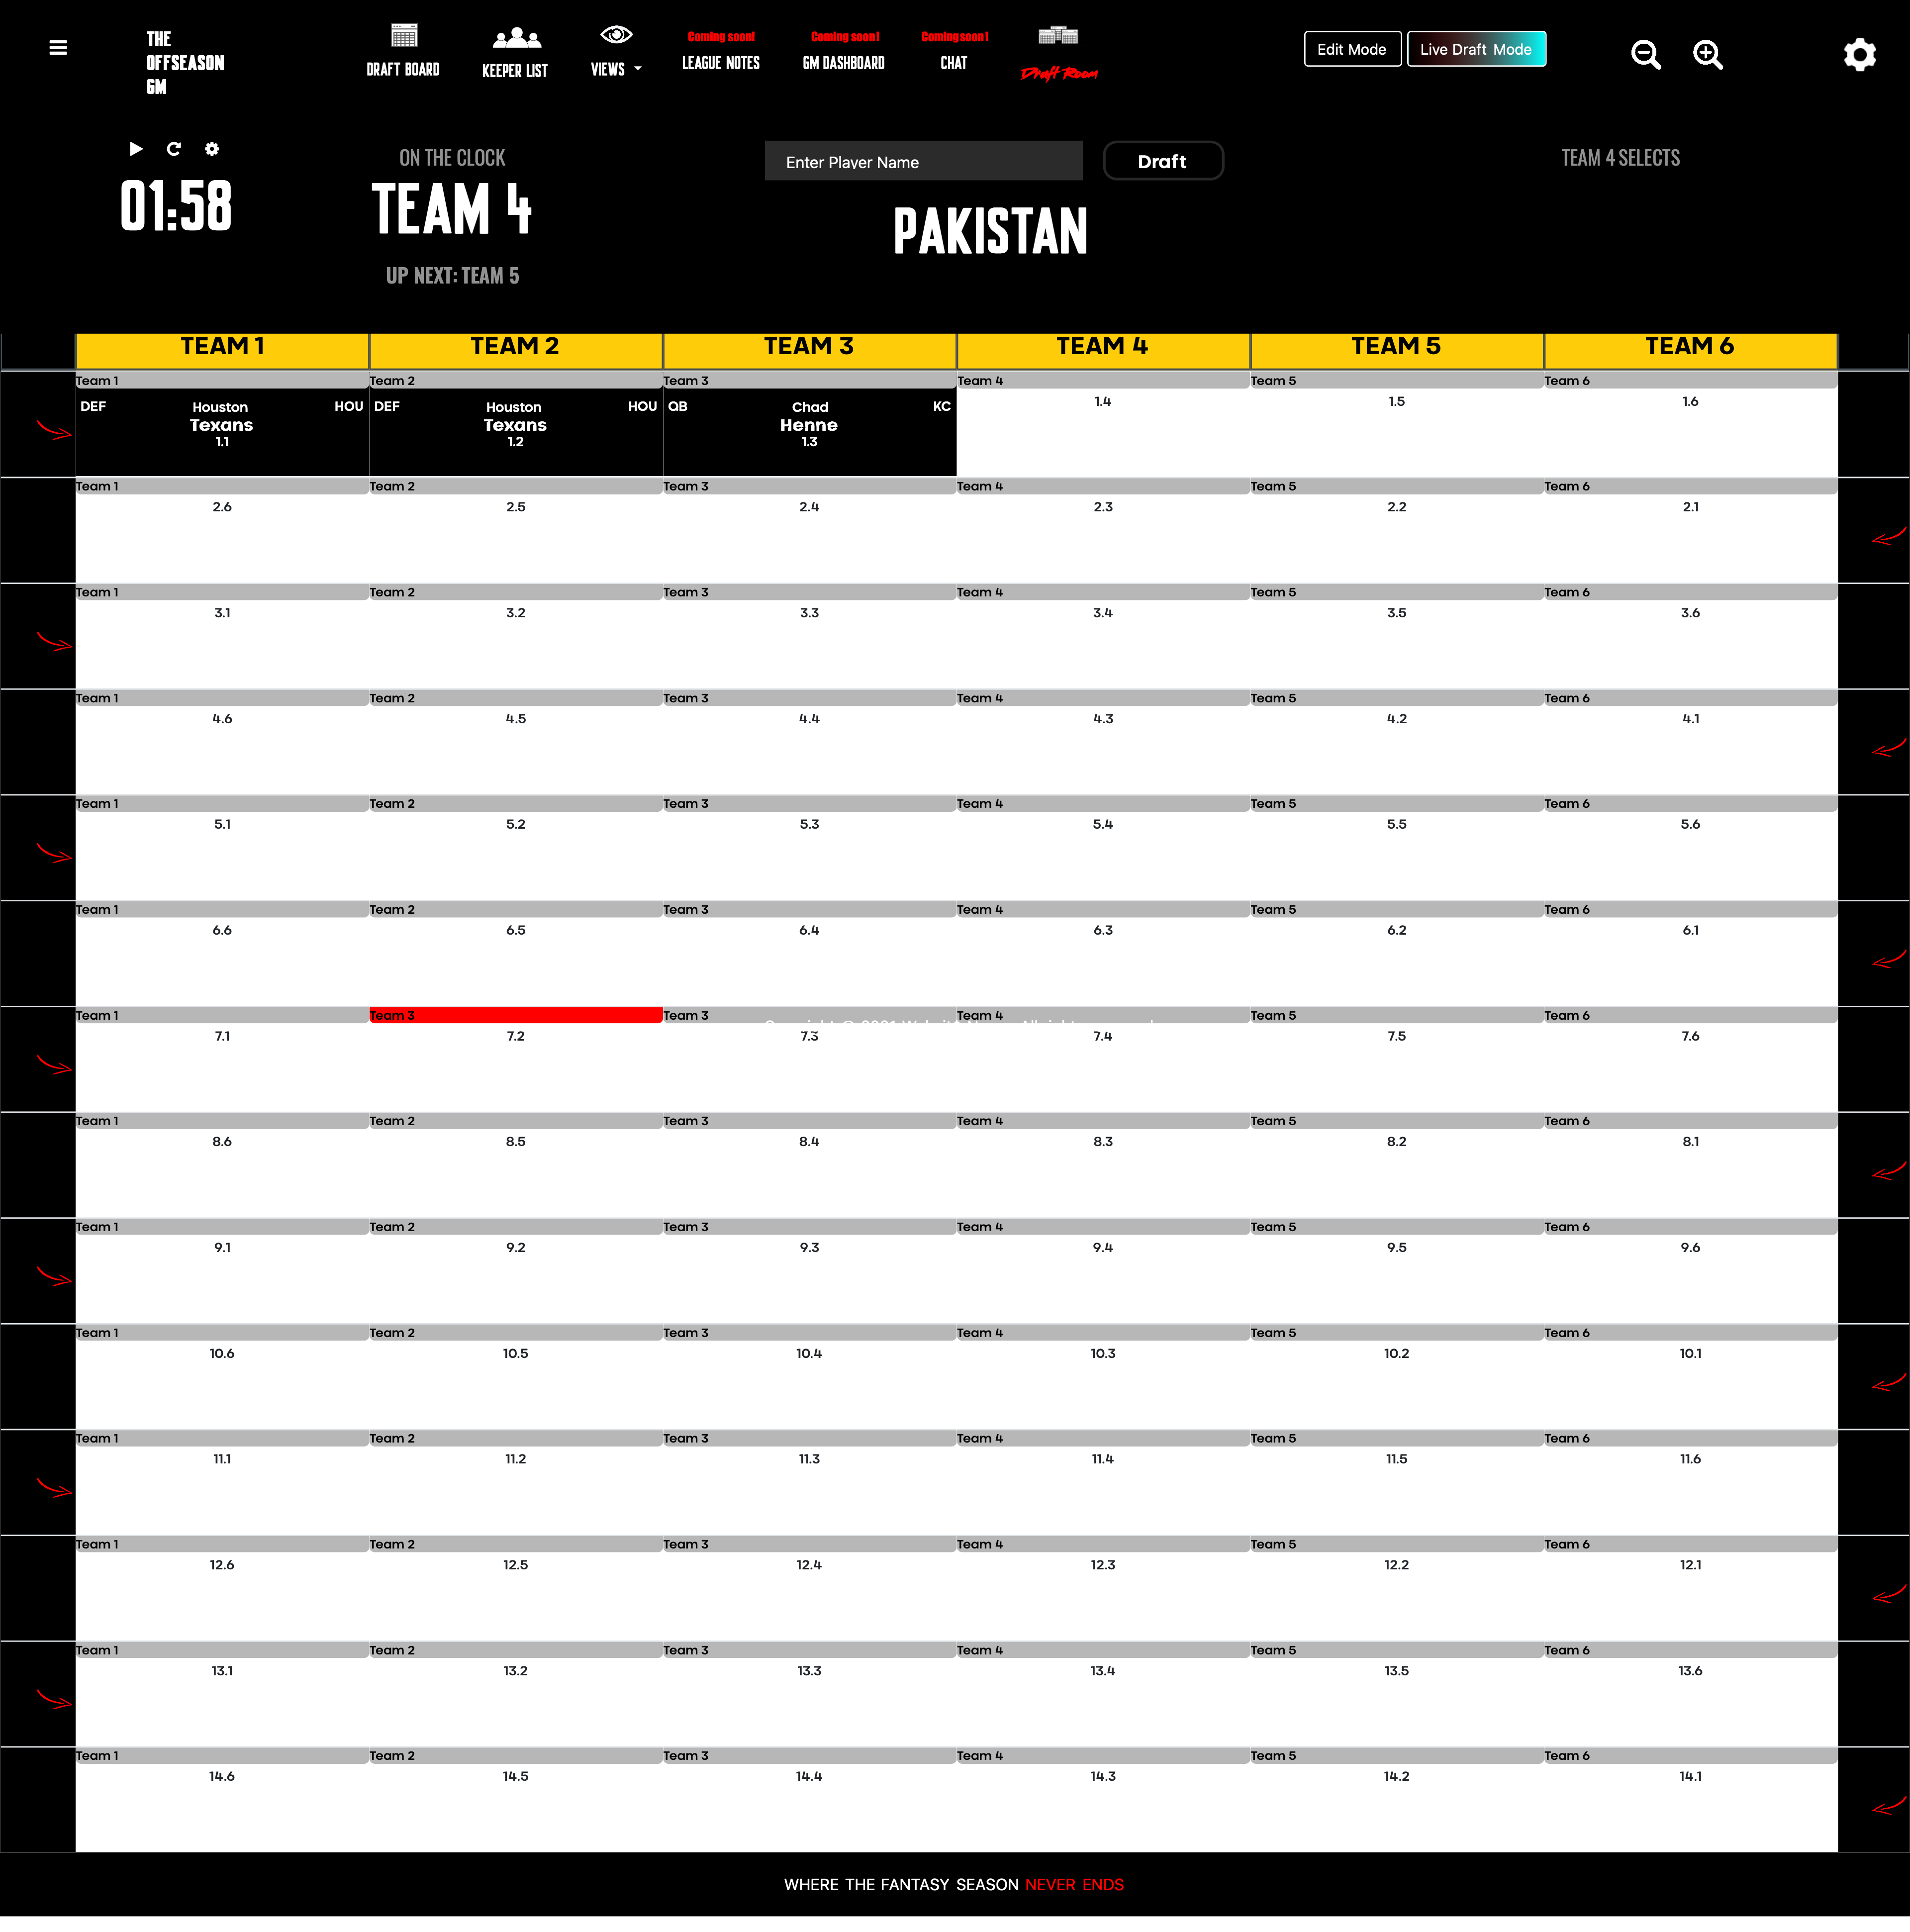 THE
OFFSEASON
GM
DRAFT BOARD
KEEPER LIST
VIEWS
Coming soon!
LEAGUE NOTES
Coming soon!
GM DASHBOARD
Coming soon!
CHAT
Draft Room
Edit Mode
Live Draft Mode
01:58
ON THE CLOCK
TEAM 4
UP NEXT: TEAM 5
Enter Player Name
Draft
PAKISTAN
TEAM 4 SELECTS
TEAM 1 TEAM 2 TEAM 3 TEAM 4 TEAM 5 TEAM 6
Team 1 Team 2 Team 3 Team 4 Team 5 Team 6
DEF Houston HOU DEF Houston HOU QB Chad KC 1.4 1.5 1.6
Texans Texans Henne
1.1 1.2 1.3
Team 1 Team 2 Team 3 Team 4 Team 5 Team 6
2.6 2.5 2.4 2.3 2.2 2.1
Team 1 Team 2 Team 3 Team 4 Team 5 Team 6
3.1 3.2 3.3 3.4 3.5 3.6
Team 1 Team 2 Team 3 Team 4 Team 5 Team 6
4.6 4.5 4.4 4.3 4.2 4.1
Team 1 Team 2 Team 3 Team 4 Team 5 Team 6
5.1 5.2 5.3 5.4 5.5 5.6
Team 1 Team 2 Team 3 Team 4 Team 5 Team 6
6.6 6.5 6.4 6.3 6.2 6.1
Team 1 Team 3 Team 3 Team 4 Team 5 Team 6
7.1 7.2 7.3 7.4 7.5 7.6
Team 1 Team 2 Team 3 Team 4 Team 5 Team 6
8.6 8.5 8.4 8.3 8.2 8.1
Team 1 Team 2 Team 3 Team 4 Team 5 Team 6
9.1 9.2 9.3 9.4 9.5 9.6
Team 1 Team 2 Team 3 Team 4 Team 5 Team 6
10.6 10.5 10.4 10.3 10.2 10.1
Team 1 Team 2 Team 3 Team 4 Team 5 Team 6
11.1 11.2 11.3 11.4 11.5 11.6
Team 1 Team 2 Team 3 Team 4 Team 5 Team 6
12.6 12.5 12.4 12.3 12.2 12.1
Team 1 Team 2 Team 3 Team 4 Team 5 Team 6
13.1 13.2 13.3 13.4 13.5 13.6
Team 1 Team 2 Team 3 Team 4 Team 5 Team 6
14.6 14.5 14.4 14.3 14.2 14.1
WHERE THE FANTASY SEASON NEVER ENDS